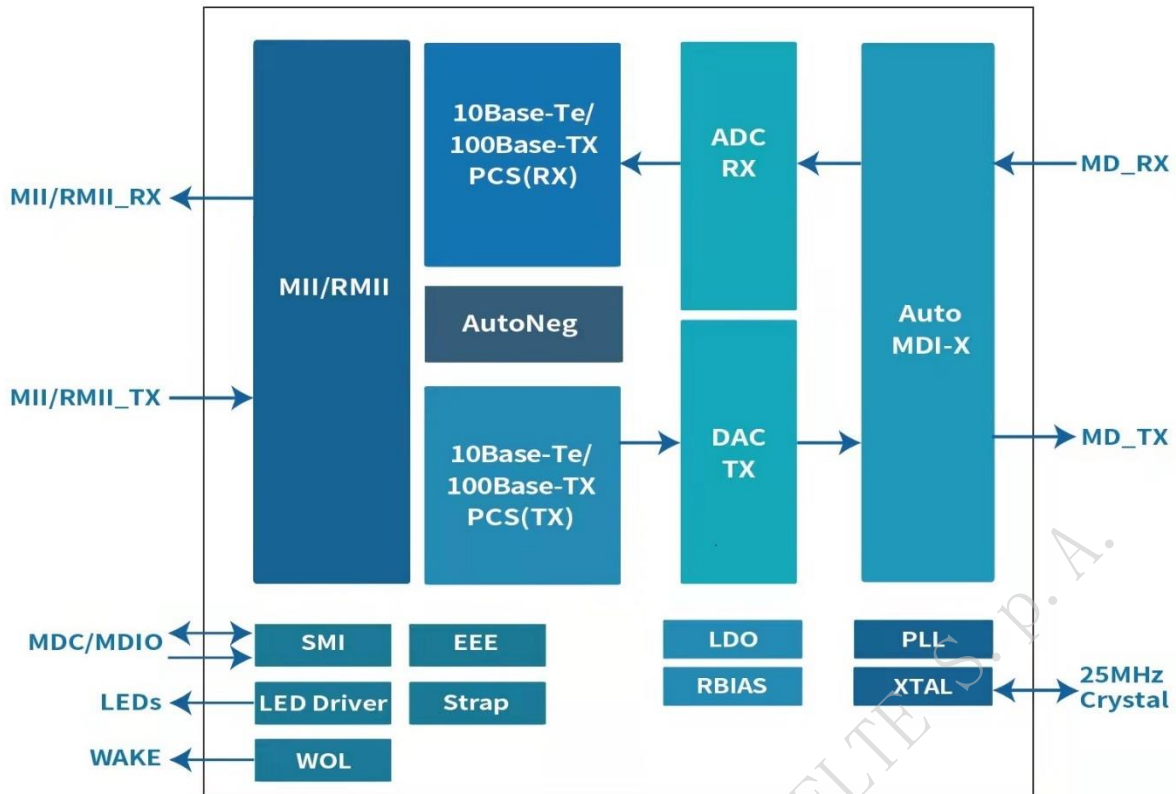 10Base-Te/
100Base-TX
PCS(RX)
ADC
RX
MD_RX
MII/RMII_RX
MII/RMII
AutoNeg
Auto
MDI-X
MII/RMII_TX
10Base-Te/
100Base-TX
PCS(TX)
DAC
TX
MD_TX
MDC/MDIO
SMI
EEE
LDO
PLL
LEDs
LED Driver
Strap
RBIAS
XTAL
25MHz
Crystal
WAKE
WOL
ELTE S. p. A.